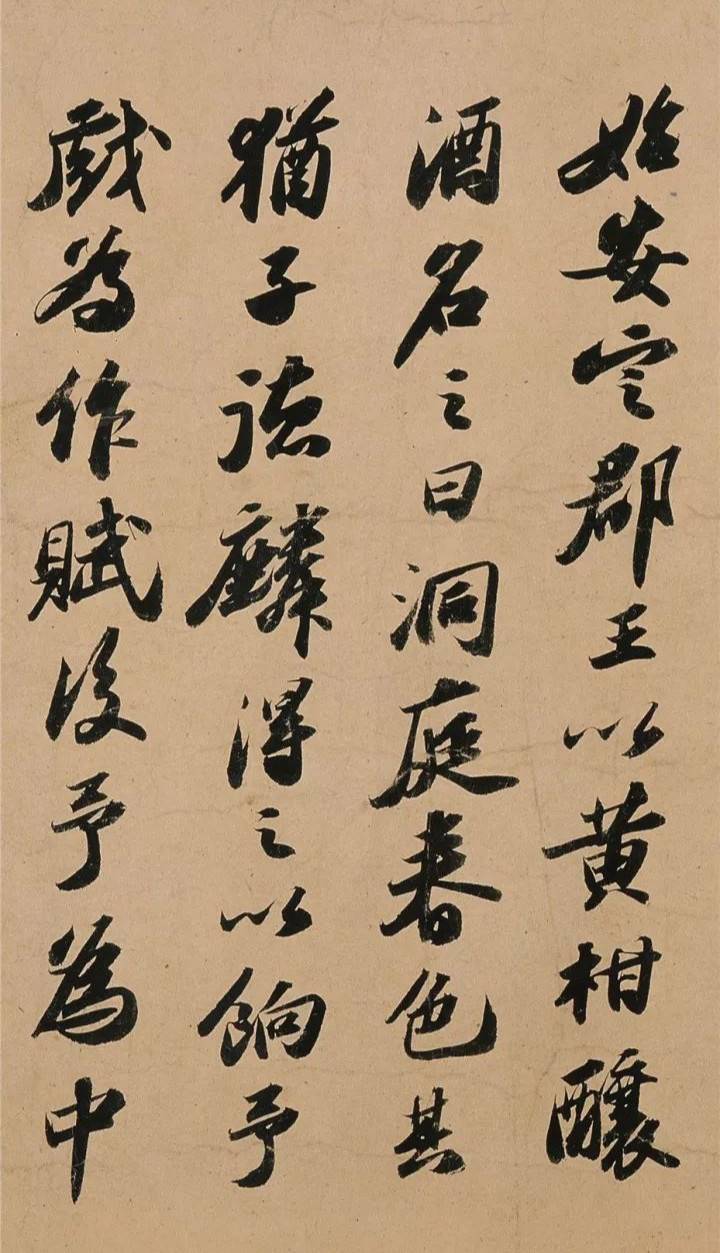 始安定郡王以黄柑釀
酒名之曰洞庭春色其
猶子德麟得之以餉予
戲為作賦後予為中